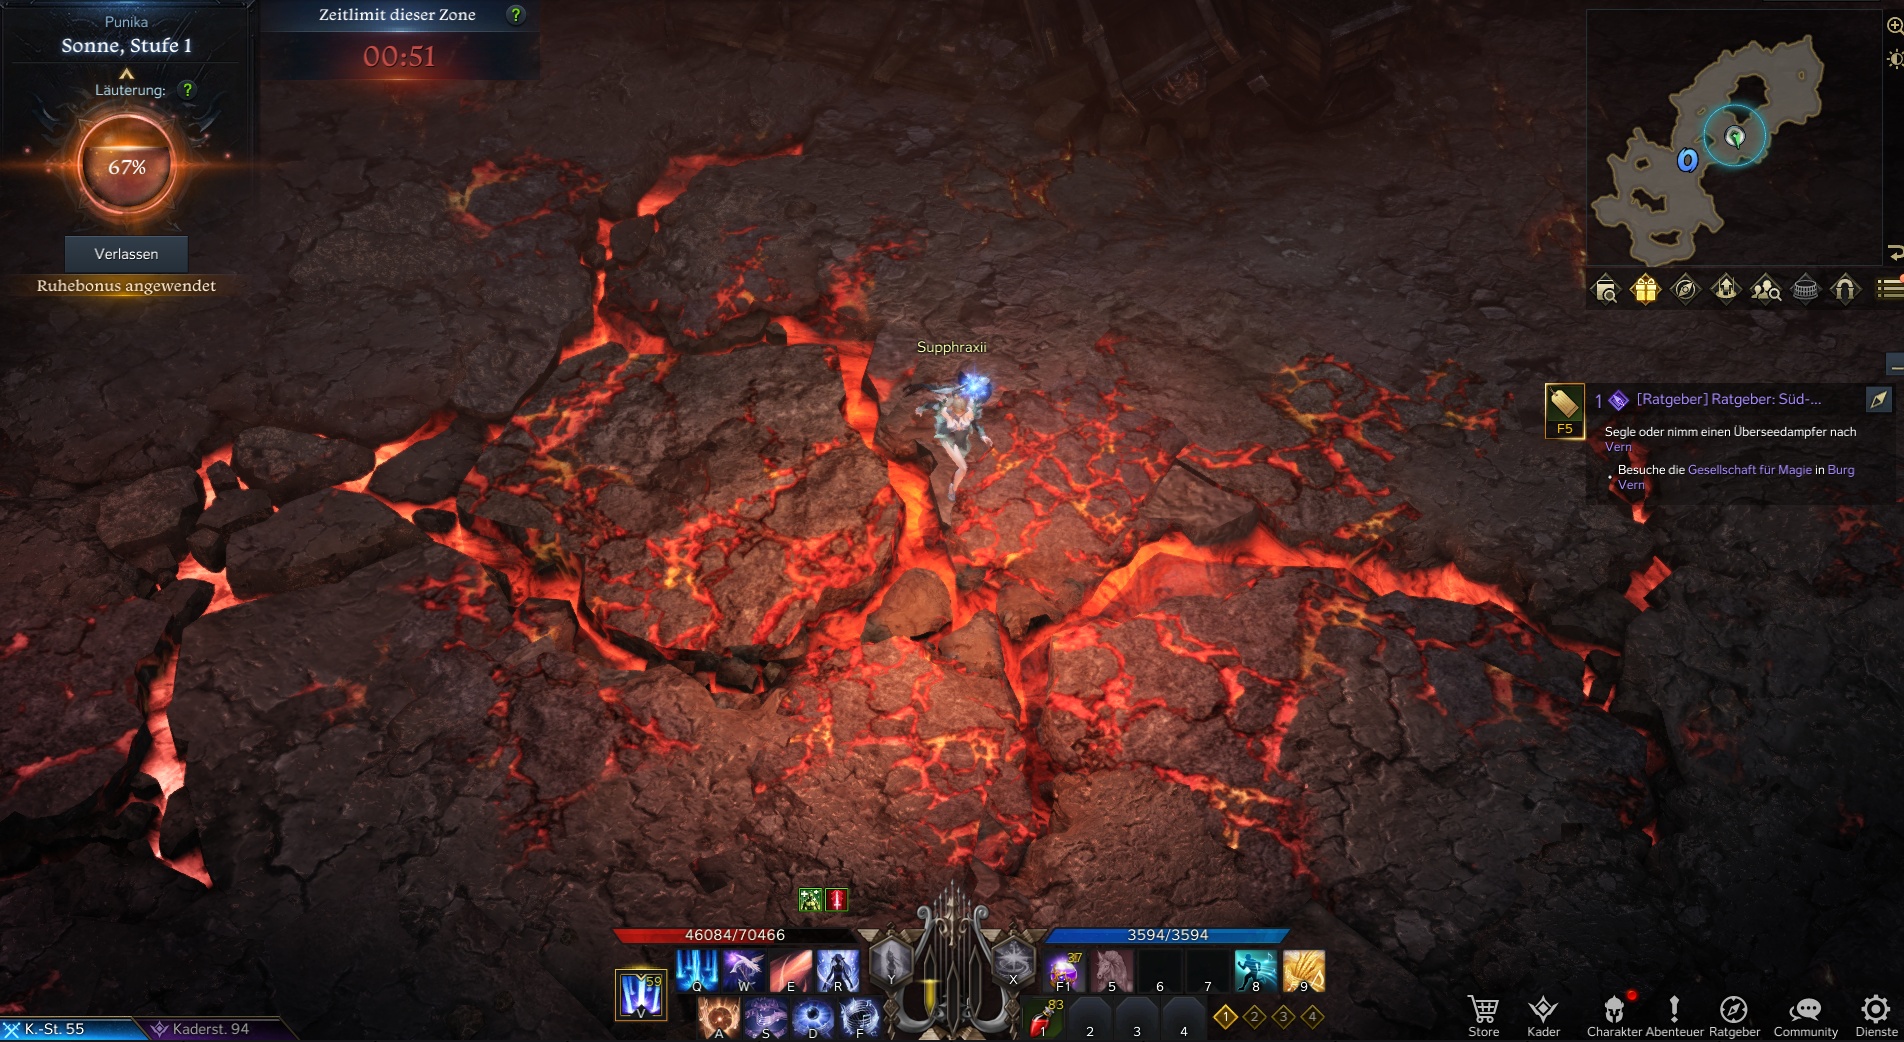 Punika
Sonne, Stufe 1
Läuterung: ?
67%
Verlassen
Ruhebonus angewendet
Zeitlimit dieser Zone ?
00:51
Supphraxii
F5
1 [Ratgeber] Ratgeber: Süd-...
Segle oder nimm einen Überseedampfer nach
Vern
Besuche die Gesellschaft für Magie in Burg
Vern
46084/70466
3594/3594
59
V
Q W E R
A S D F
Y X
37
F1 5 6 7 8 9
83
1 2 3 4
1 2 3 4
K.-St. 55
Kaderst. 94
Store Kader Charakter Abenteuer Ratgeber Community Dienste